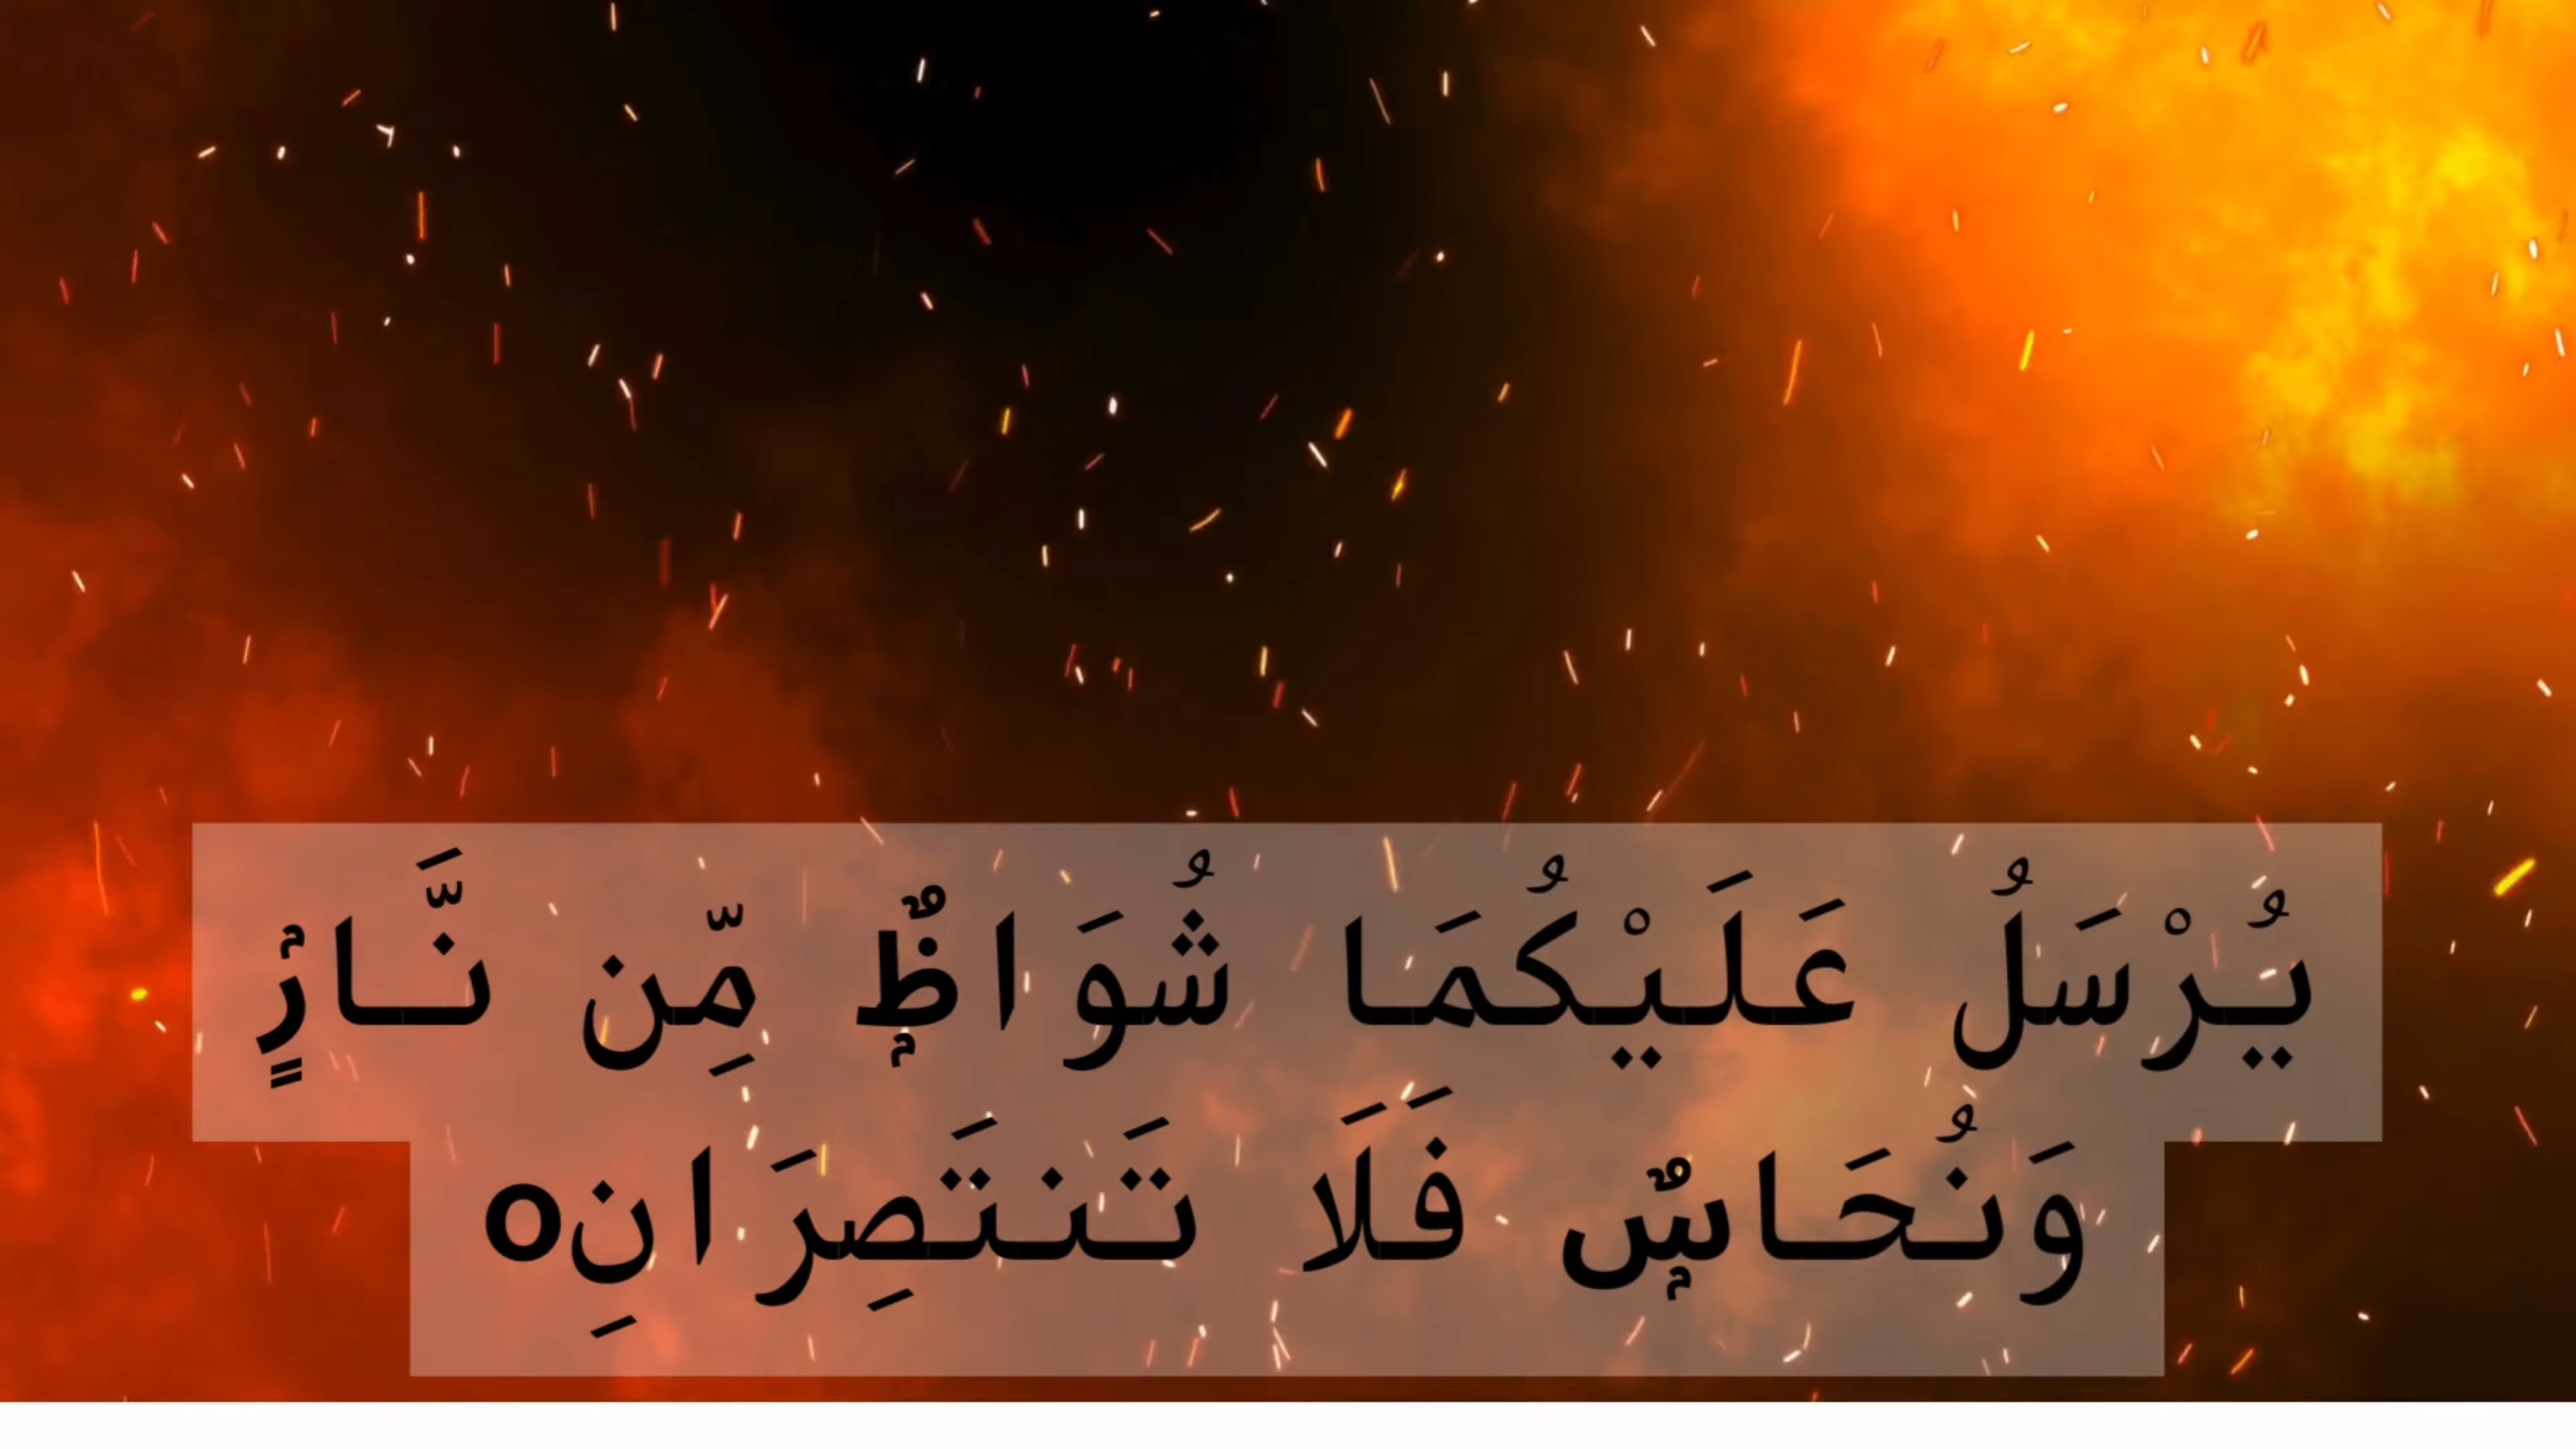 يُرْسَلُ عَلَيْكُمَا شُوَاظٌۭ مِّن نَّارٍۢ
وَنُحَاسٌۭ فَلَا تَنتَصِرَانِo